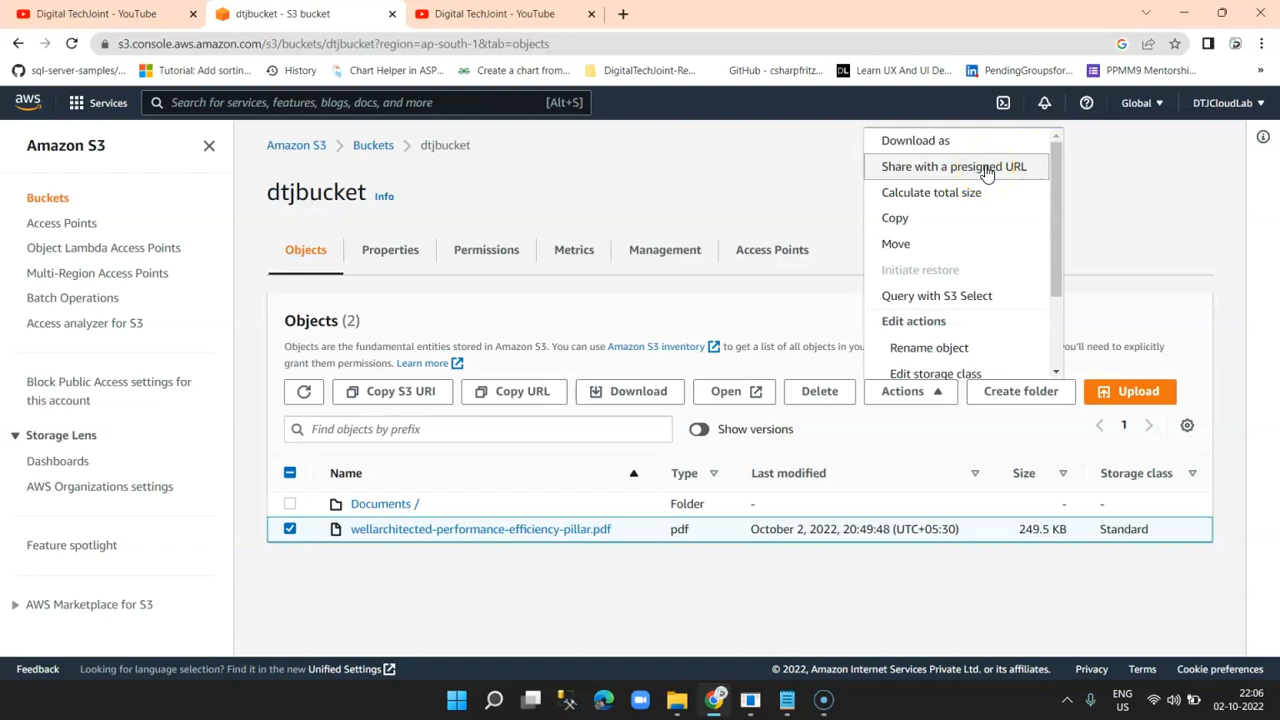 Digital TechJoint - YouTube
dtjbucket - S3 bucket
Digital TechJoint - YouTube
s3.console.aws.amazon.com/s3/buckets/dtjbucket?region=ap-south-1&tab=objects
sql-server-samples/...
Tutorial: Add sortin...
History
Chart Helper in ASP...
Create a chart from...
DigitalTechJoint-Re...
GitHub - csharpfritz...
DL Learn UX And UI De...
PendingGroupsfor...
PPMM9 Mentorshi...
aws
Services
Search for services, features, blogs, docs, and more
[Alt+S]
Global
DTJCloudLab
Amazon S3
Buckets
Access Points
Object Lambda Access Points
Multi-Region Access Points
Batch Operations
Access analyzer for S3
Block Public Access settings for
this account
Storage Lens
Dashboards
AWS Organizations settings
Feature spotlight
AWS Marketplace for S3
Amazon S3 > Buckets > dtjbucket
dtjbucket Info
Objects
Properties
Permissions
Metrics
Management
Access Points
Download as
Share with a presigned URL
Calculate total size
Copy
Move
Initiate restore
Query with S3 Select
Edit actions
Rename object
Edit storage class
Objects (2)
Objects are the fundamental entities stored in Amazon S3. You can use Amazon S3 inventory to get a list of all objects in you
you'll need to explicitly
grant them permissions. Learn more
Copy S3 URI
Copy URL
Download
Open
Delete
Actions
Create folder
Upload
Find objects by prefix
Show versions
1
Name
Type
Last modified
Size
Storage class
Documents /
Folder
-
-
-
wellarchitected-performance-efficiency-pillar.pdf
pdf
October 2, 2022, 20:49:48 (UTC+05:30)
249.5 KB
Standard
Feedback
Looking for language selection? Find it in the new Unified Settings
© 2022, Amazon Internet Services Private Ltd. or its affiliates.
Privacy
Terms
Cookie preferences
ENG
US
22:06
02-10-2022